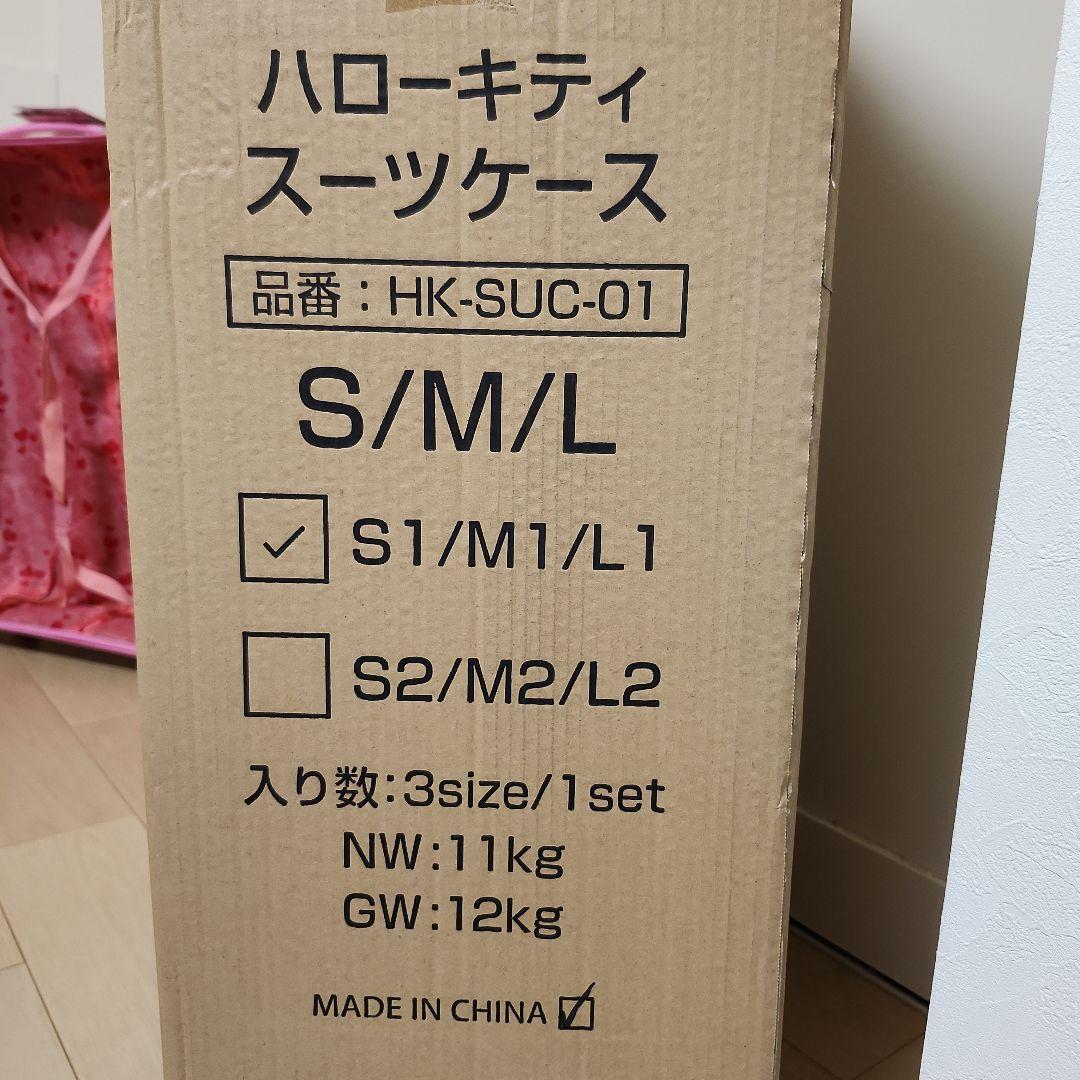 ハローキティ
スーツケース
品番：HK-SUC-01
S/M/L
S1/M1/L1
S2/M2/L2
入り数:3size/1set
NW:11kg
GW:12kg
MADE IN CHINA